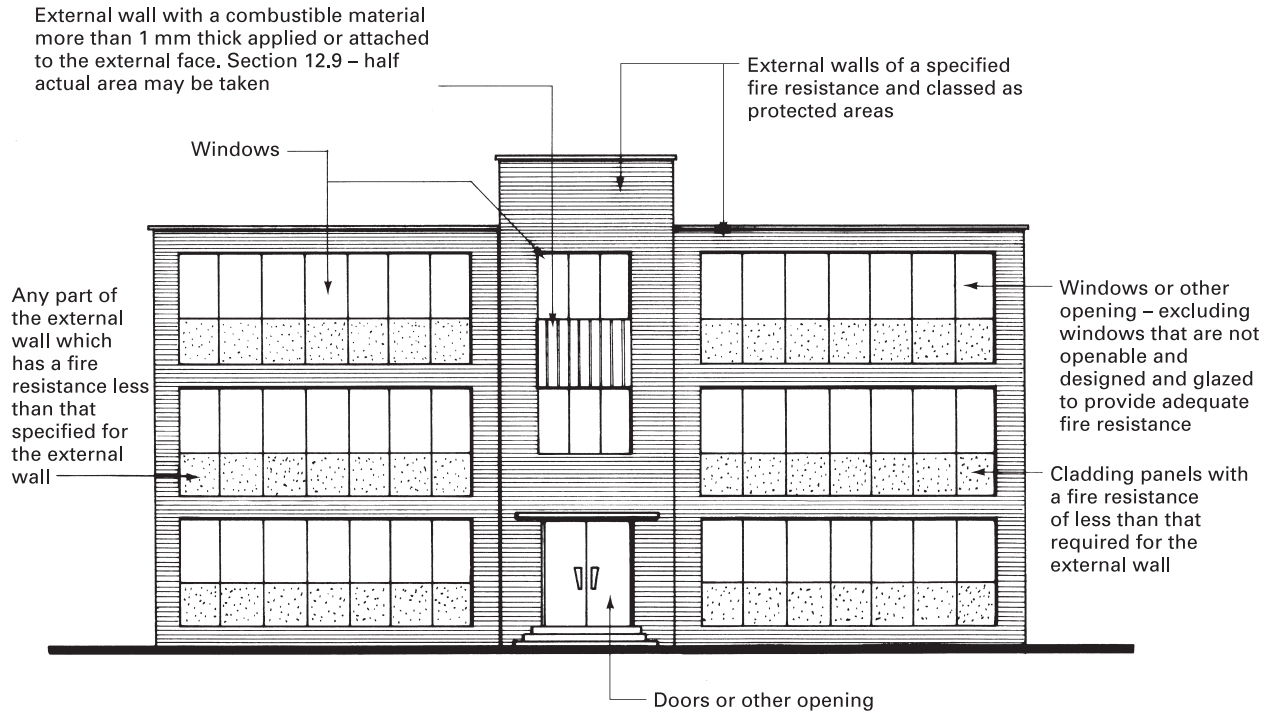 External wall with a combustible material
more than 1 mm thick applied or attached
to the external face. Section 12.9 – half
actual area may be taken
External walls of a specified
fire resistance and classed as
protected areas
Windows
Any part of
the external
wall which
has a fire
resistance less
than that
specified for
the external
wall
Windows or other
opening – excluding
windows that are not
openable and
designed and glazed
to provide adequate
fire resistance
Cladding panels with
a fire resistance
of less than that
required for the
external wall
Doors or other opening